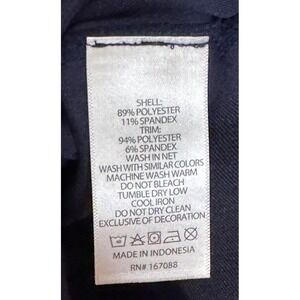 SHELL:
89% POLYESTER
11% SPANDEX
TRIM:
94% POLYESTER
6% SPANDEX
WASH IN NET
WASH WITH SIMILAR COLORS
MACHINE WASH WARM
DO NOT BLEACH
TUMBLE DRY LOW
COOL IRON
DO NOT DRYCLEAN
EXCLUSIVE OF DECORATION
MADE IN INDONESIA
RN# 167088